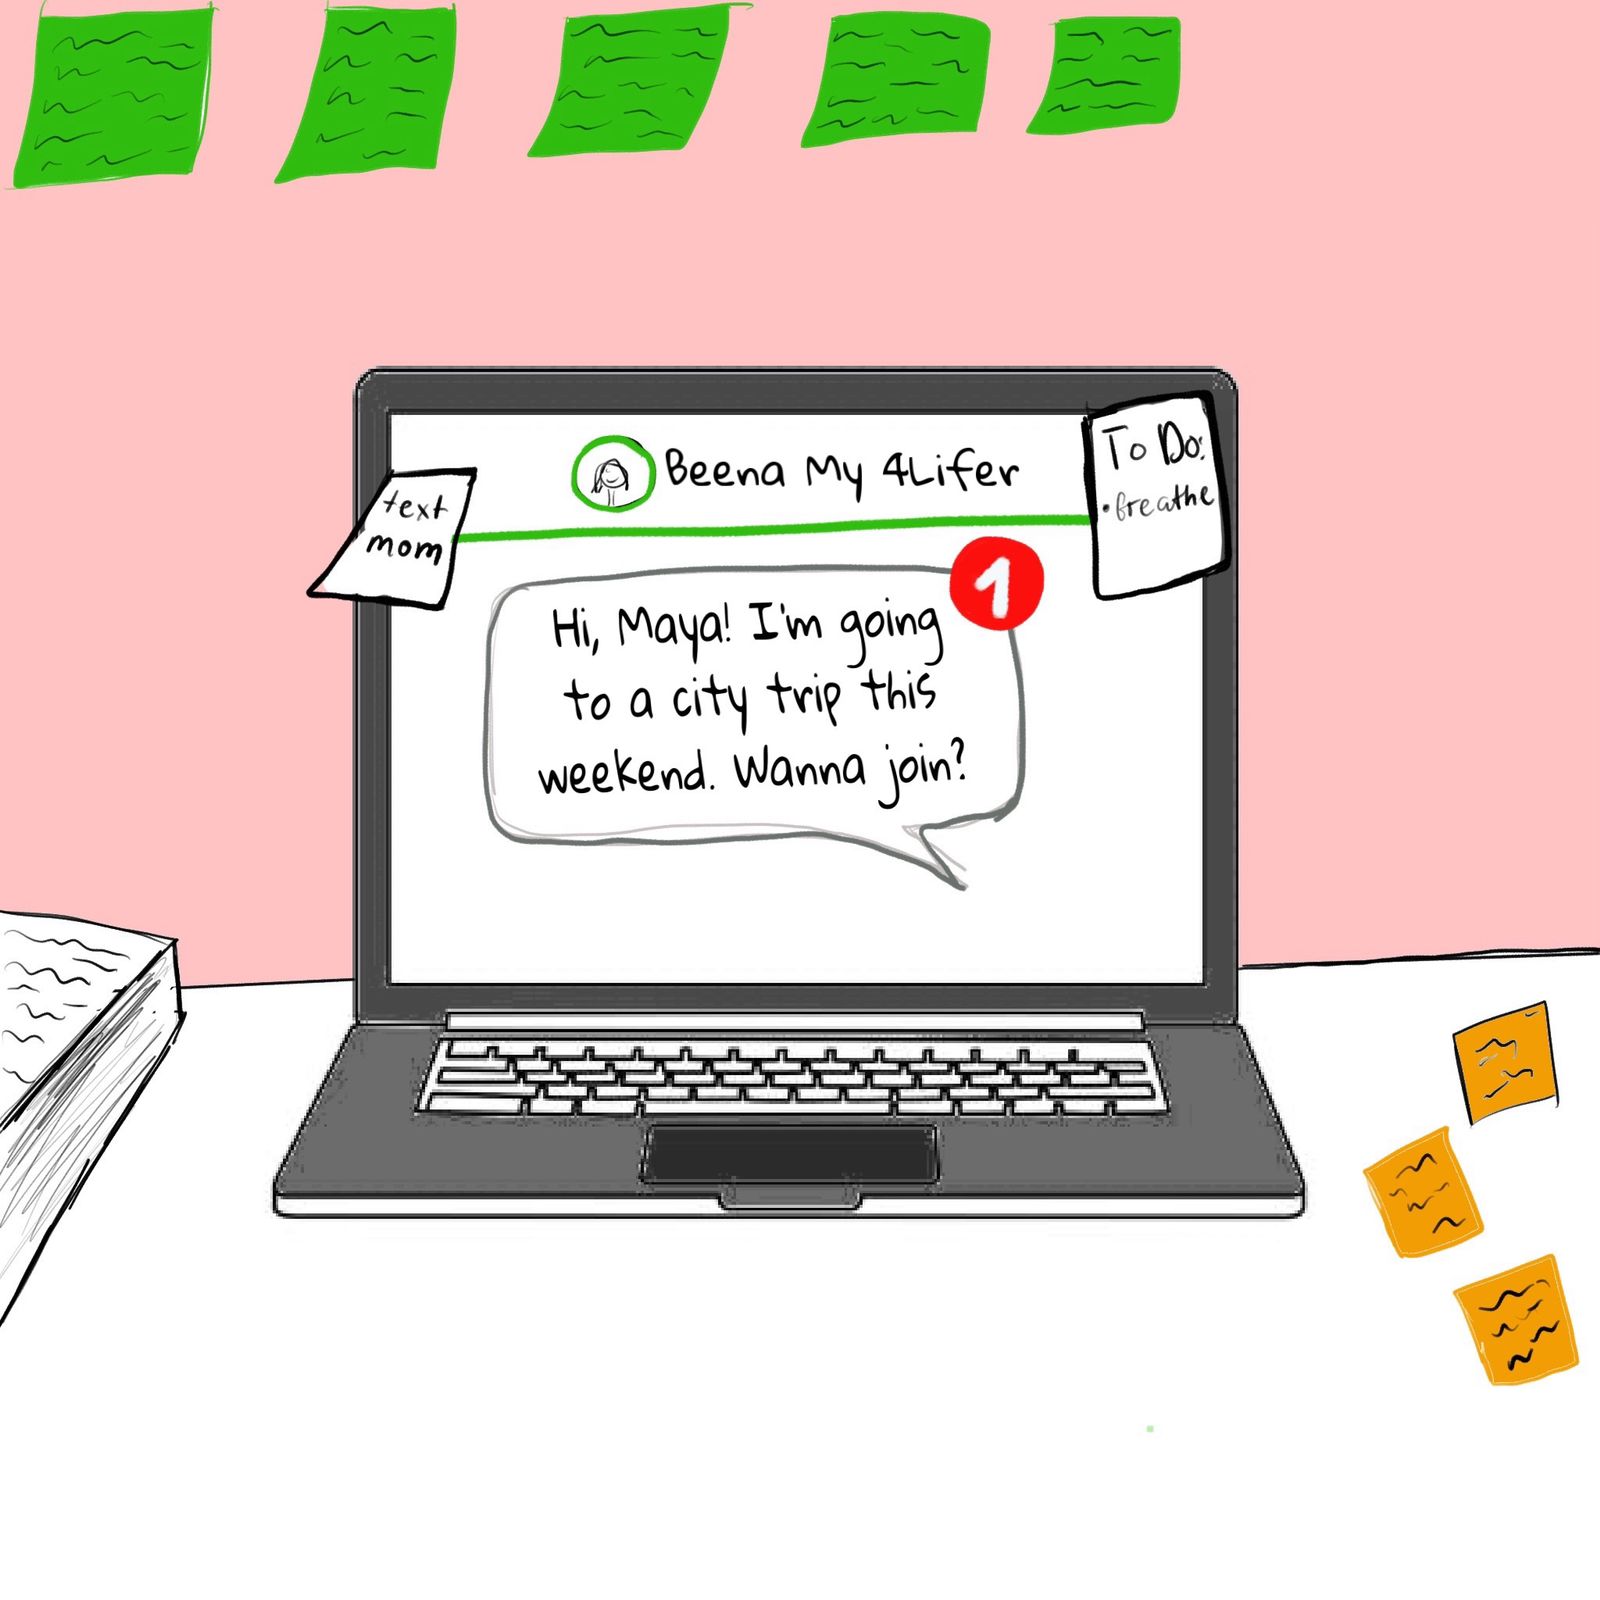 Beena My 4Lifer
text
mom
To Do:
• breathe
1
Hi, Maya! I'm going
to a city trip this
weekend. Wanna join?